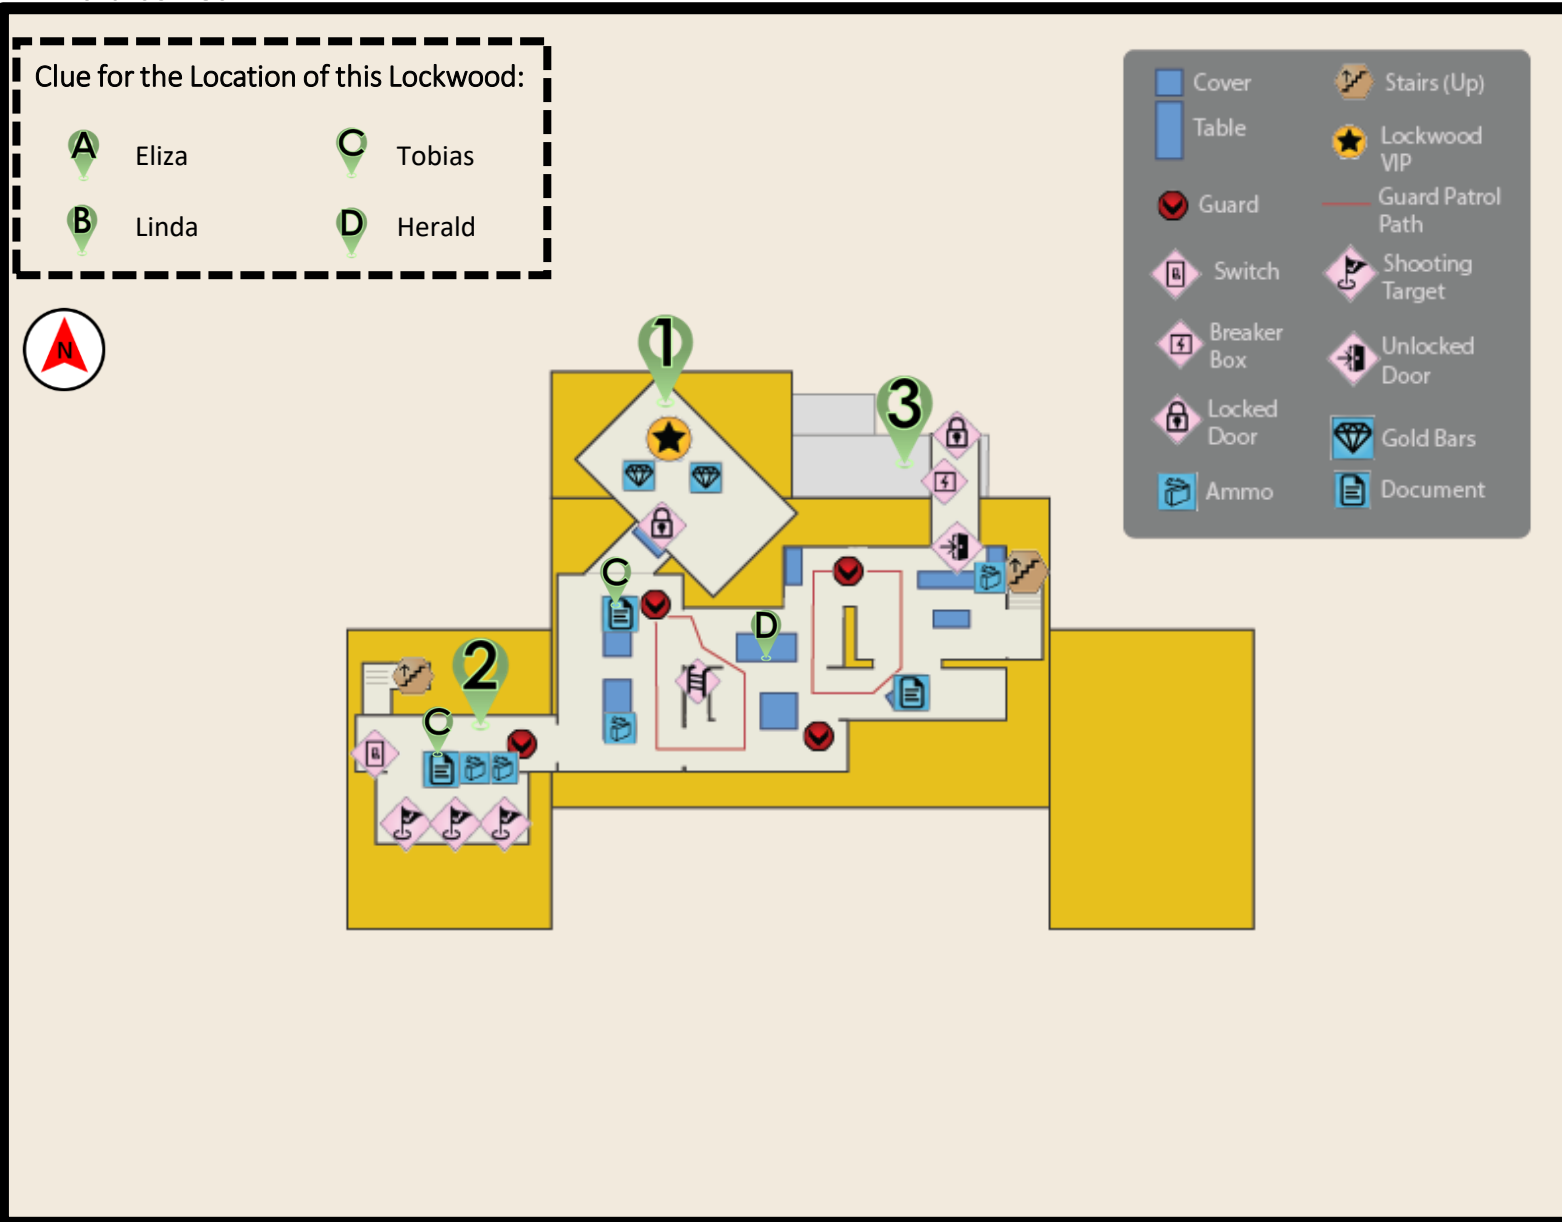 Clue for the Location of this Lockwood:
A Eliza
C Tobias
B Linda
D Herald
N
Cover
Stairs (Up)
Table
Lockwood
VIP
Guard
Guard Patrol
Path
Switch
Shooting
Target
Breaker
Box
Unlocked
Door
Locked
Door
Gold Bars
Ammo
Document
1
3
C
D
2
C